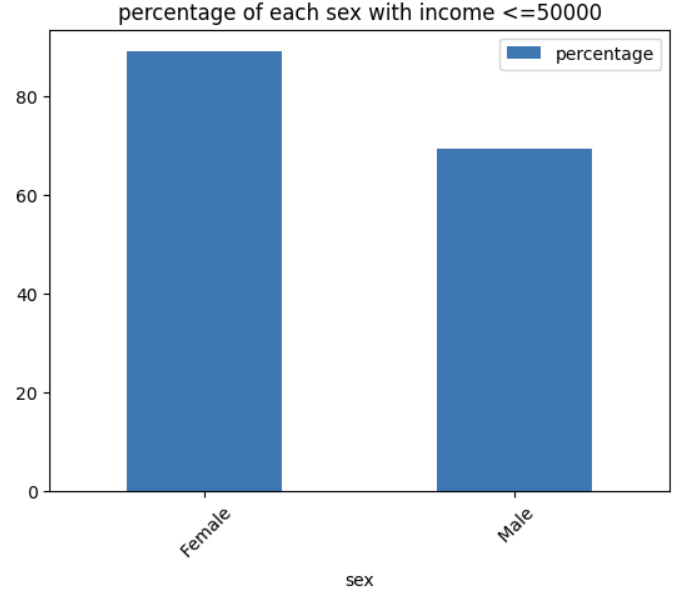 percentage of each sex with income <=50000
percentage
80
60
40
20
0
Female
Male
sex